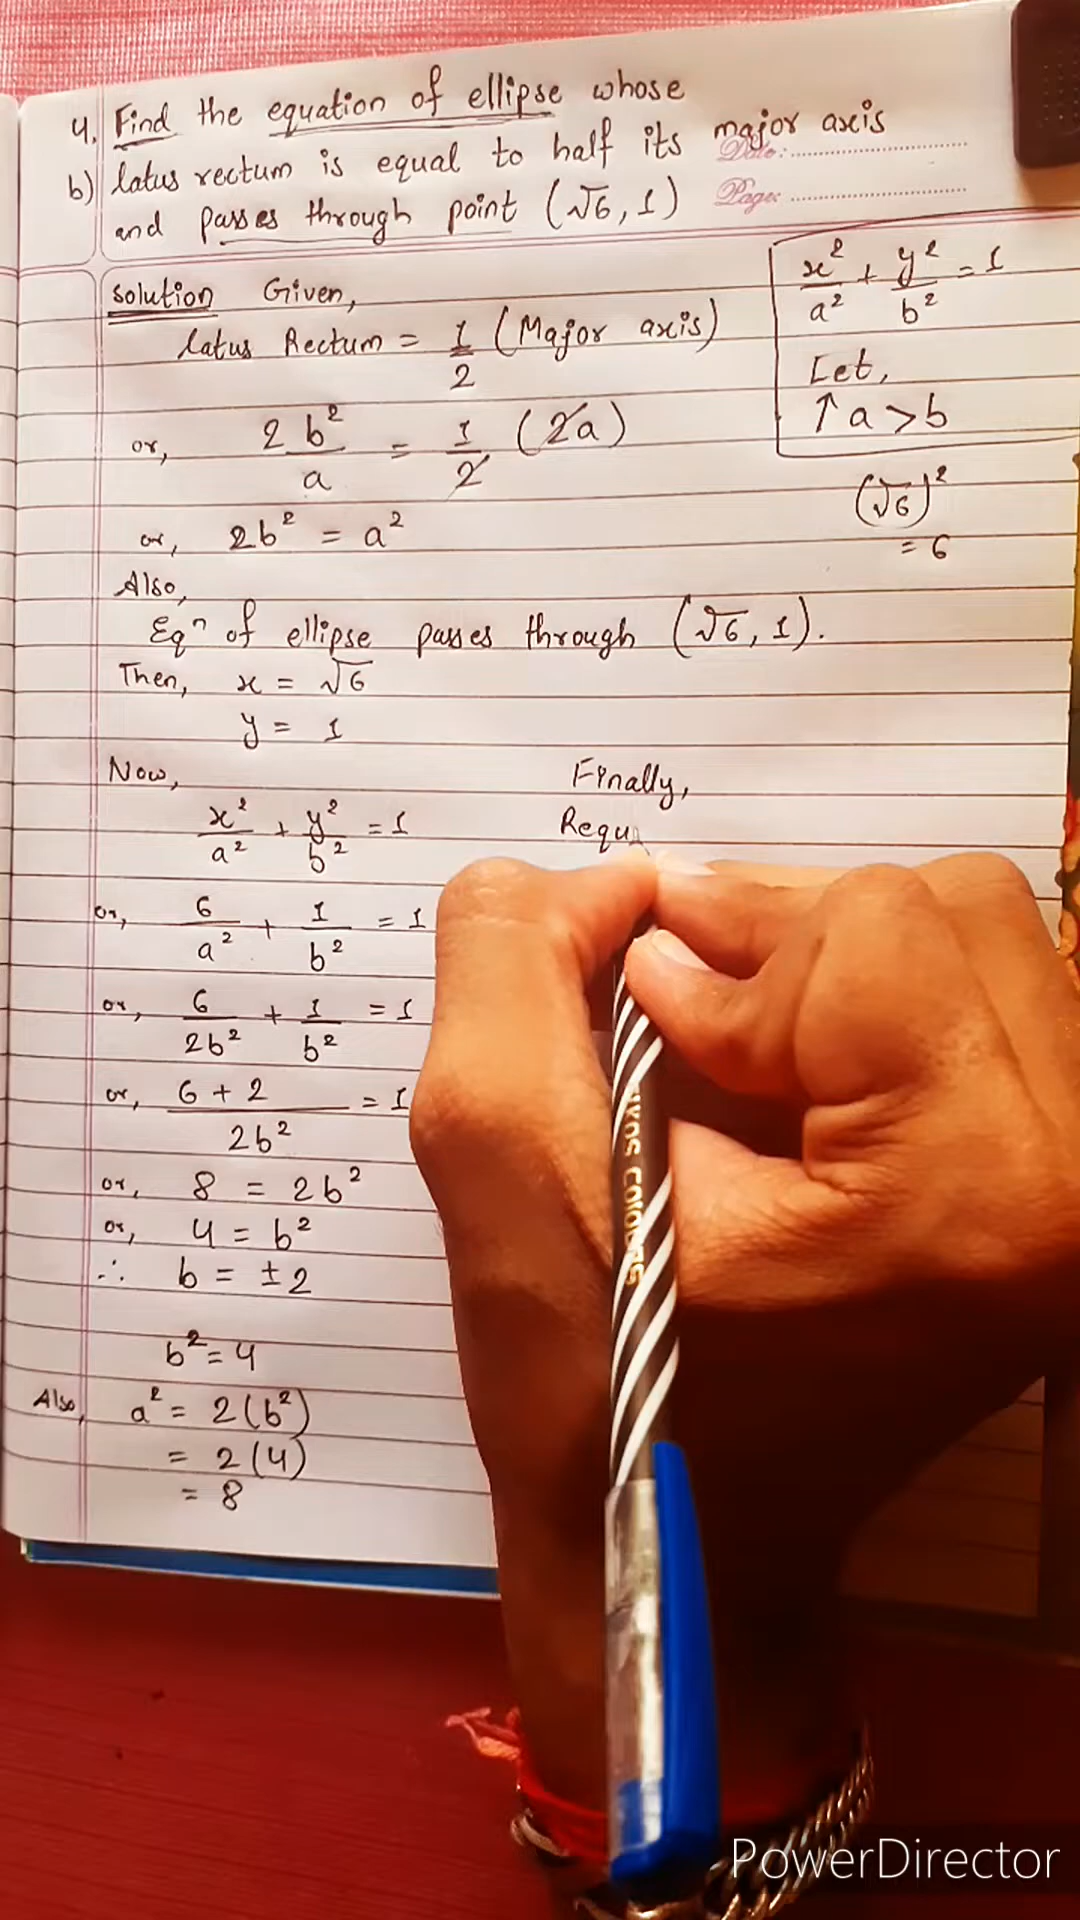 4. Find the equation of ellipse whose
b) latus rectum is equal to half its major axis
and passes through point (√6, 1)
Date:
Page:
x²/a² + y²/b² = 1
Let,
↑ a > b
(√6)²
= 6
Solution Given,
Latus Rectum = 1/2 (Major axis)
or, 2b²/a = 1/2 (2a)
or, 2b² = a²
Also,
Eqⁿ of ellipse passes through (√6, 1).
Then, x = √6
y = 1
Now,
x²/a² + y²/b² = 1
or, 6/a² + 1/b² = 1
or, 6/2b² + 1/b² = 1
or, 6 + 2/2b² = 1
or, 8 = 2b²
or, 4 = b²
∴ b = ±2
b² = 4
Also, a² = 2(b²)
= 2(4)
= 8
Finally,
Requ
COLOURS
PowerDirector